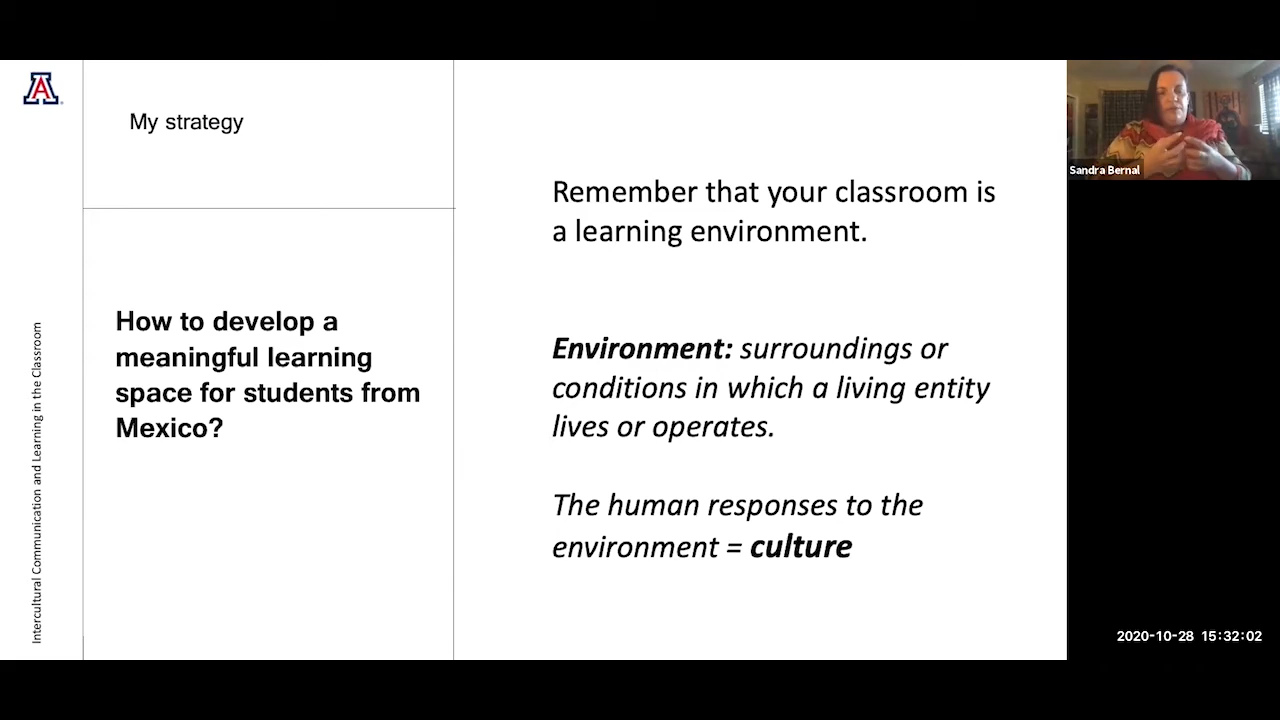 A
My strategy
Intercultural Communication and Learning in the Classroom
How to develop a
meaningful learning
space for students from
Mexico?
Remember that your classroom is
a learning environment.
Environment: surroundings or
conditions in which a living entity
lives or operates.
The human responses to the
environment = culture
Sandra Bernal
2020-10-28 15:32:02